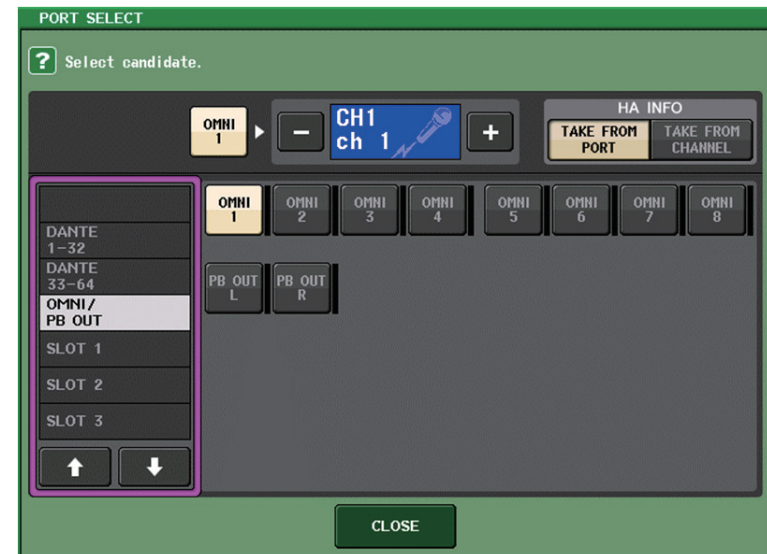 PORT SELECT
? Select candidate.
OMNI
1
−
CH1
ch 1
+
HA INFO
TAKE FROM
PORT
TAKE FROM
CHANNEL
DANTE
1-32
DANTE
33-64
OMNI/
PB OUT
SLOT 1
SLOT 2
SLOT 3
OMNI
1
OMNI
2
OMNI
3
OMNI
4
OMNI
5
OMNI
6
OMNI
7
OMNI
8
PB OUT
L
PB OUT
R
CLOSE